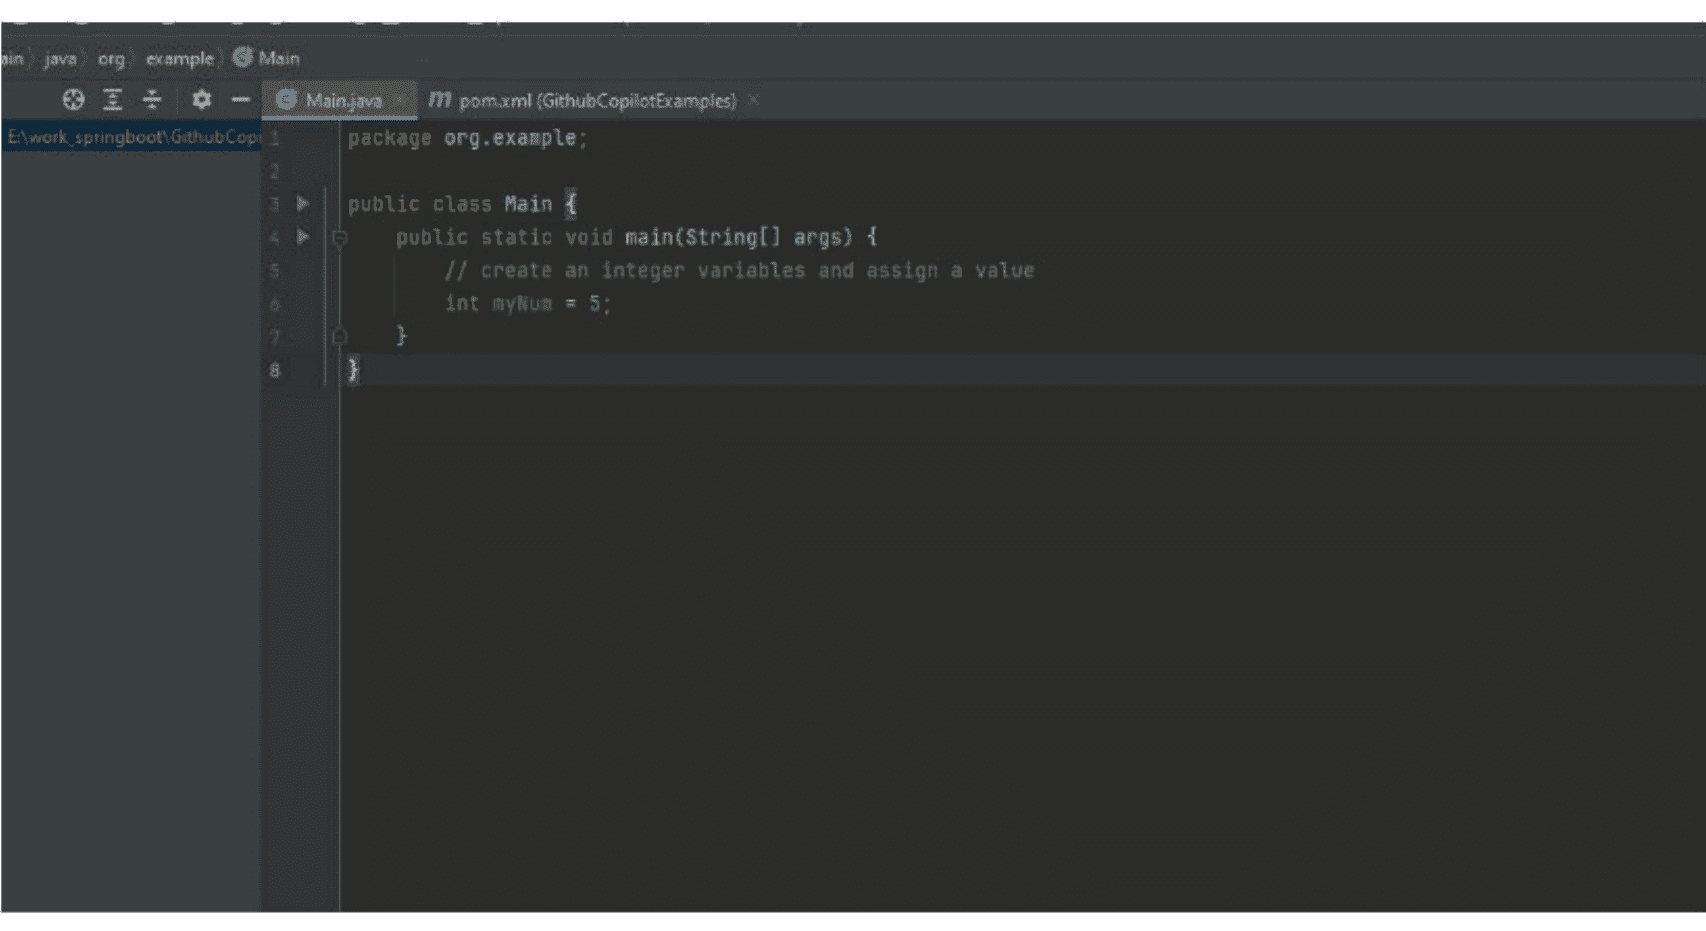 java org example Main
Main.java pom.xml (GithubCopilotExamples)
E:\work_springboot\GithubCopi
1 package org.example;
2
3 public class Main {
4 public static void main(String[] args) {
5 // create an integer variables and assign a value
6 int myNum = 5;
7 }
8 }